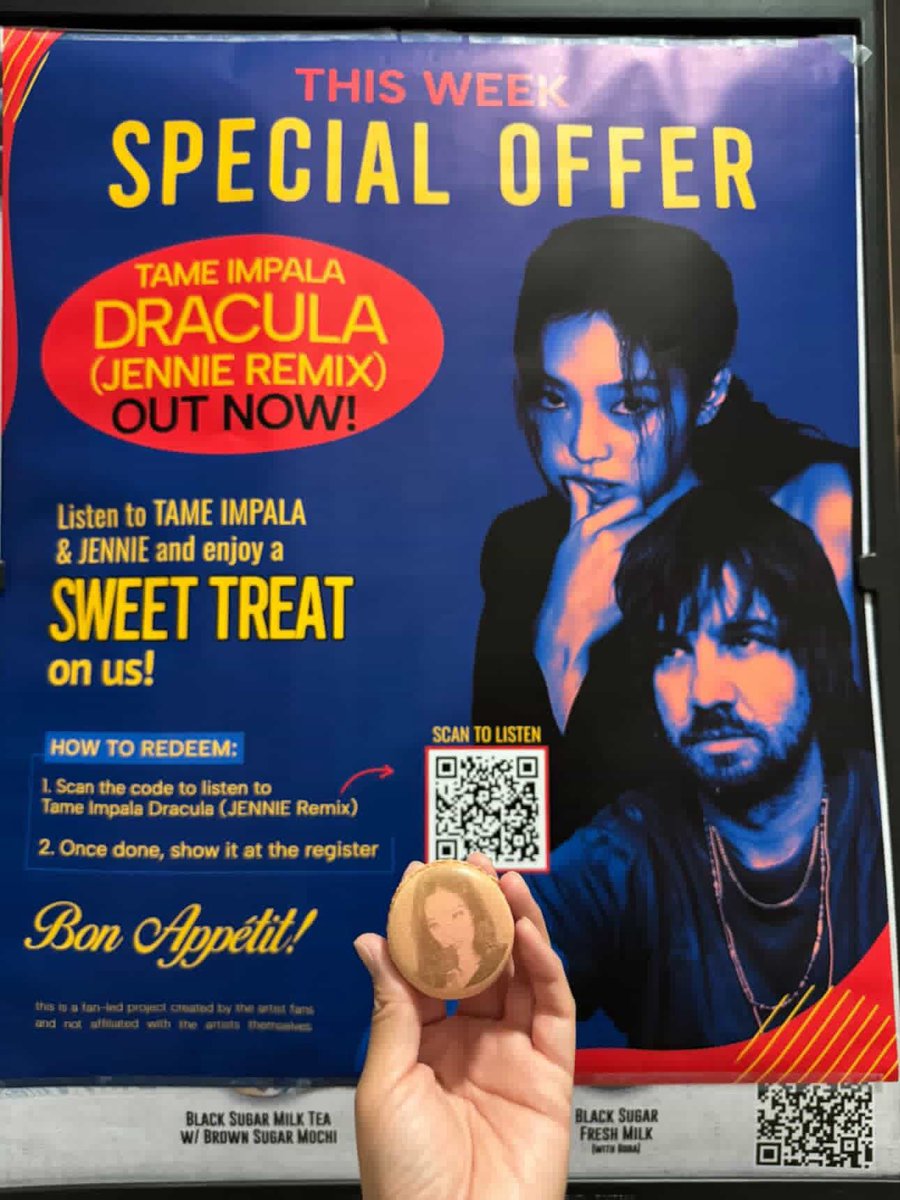 THIS WEEK
SPECIAL OFFER
TAME IMPALA
DRACULA
(JENNIE REMIX)
OUT NOW!
Listen to TAME IMPALA
& JENNIE and enjoy a
SWEET TREAT
on us!
HOW TO REDEEM:
1. Scan the code to listen to
Tame Impala Dracula (JENNIE Remix)
2. Once done, show it at the register
SCAN TO LISTEN
Bon Appétit!
this is a fan-led project created by the artist fans
and not affiliated with the artists themselves
BLACK SUGAR MILK TEA
W/ BROWN SUGAR MOCHI
BLACK SUGAR
FRESH MILK
(WITH BOBA)